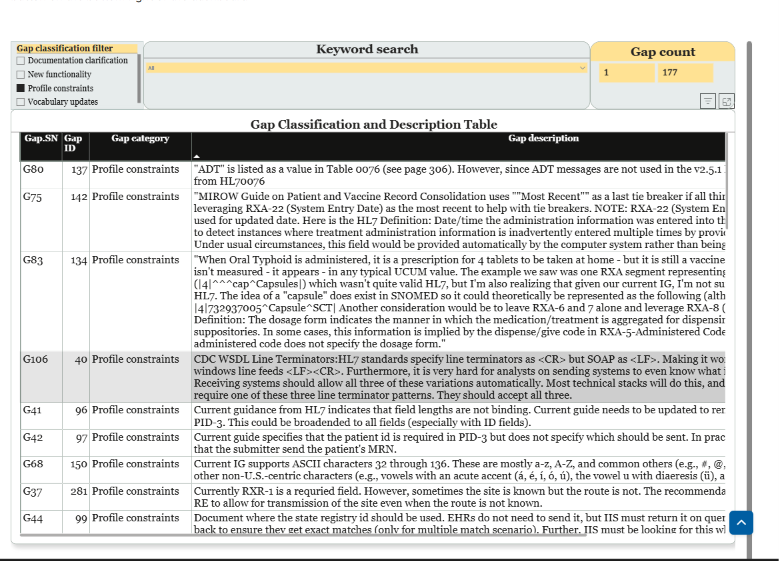 Gap classification filter
Documentation clarification
New functionality
Profile constraints
Vocabulary updates
Keyword search
All
Gap count
1 177
Gap Classification and Description Table
Gap.SN Gap ID Gap category Gap description
G80 137 Profile constraints "ADT" is listed as a value in Table 0076 (see page 306). However, since ADT messages are not used in the v2.5.1
from HL70076
G75 142 Profile constraints "MIROW Guide on Patient and Vaccine Record Consolidation uses ""Most Recent"" as a last tie breaker if all thin
leveraging RXA-22 (System Entry Date) as the most recent to help with tie breakers. NOTE: RXA-22 (System En
used for updated date. Here is the HL7 Definition: Date/time the administration information was entered into th
to detect instances where treatment administration information is inadvertently entered multiple times by provi
Under usual circumstances, this field would be provided automatically by the computer system rather than being
G83 134 Profile constraints "When Oral Typhoid is administered, it is a prescription for 4 tablets to be taken at home - but it is still a vaccine
isn't measured - it appears - in any typical UCUM value. The example we saw was one RXA segment representing
(|4|^^^cap^Capsules|) which wasn't quite valid HL7, but I'm also realizing that given our current IG, I'm not su
HL7. The idea of a "capsule" does exist in SNOMED so it could theoretically be represented as the following (alth
|4|732937005^Capsule^SCT| Another consideration would be to leave RXA-6 and 7 alone and leverage RXA-8 (
Definition: The dosage form indicates the manner in which the medication/treatment is aggregated for dispensin
suppositories. In some cases, this information is implied by the dispense/give code in RXA-5-Administered Code
administered code does not specify the dosage form."
G106 40 Profile constraints CDC WSDL Line Terminators:HL7 standards specify line terminators as <CR> but SOAP as <LF>. Making it wo
windows line feeds <LF><CR>. Furthermore, it is very hard for analysts on sending systems to even know what i
Receiving systems should allow all three of these variations automatically. Most technical stacks will do this, and
require one of these three line terminator patterns. They should accept all three.
G41 96 Profile constraints Current guidance from HL7 indicates that field lengths are not binding. Current guide needs to be updated to rem
PID-3. This could be broadended to all fields (especially with ID fields).
G42 97 Profile constraints Current guide specifies that the patient id is required in PID-3 but does not specify which should be sent. In prac
that the submitter send the patient's MRN.
G68 150 Profile constraints Current IG supports ASCII characters 32 through 136. These are mostly a-z, A-Z, and common others (e.g., #, @,
other non-U.S.-centric characters (e.g., vowels with an acute accent (á, é, í, ó, ú), the vowel u with diaeresis (ü), a
G37 281 Profile constraints Currently RXR-1 is a requried field. However, sometimes the site is known but the route is not. The recommenda
RE to allow for transmission of the site even when the route is not known.
G44 99 Profile constraints Document where the state registry id should be used. EHRs do not need to send it, but IIS must return it on quer
back to ensure they get exact matches (only for multiple match scenario). Further, IIS must be looking for this wl